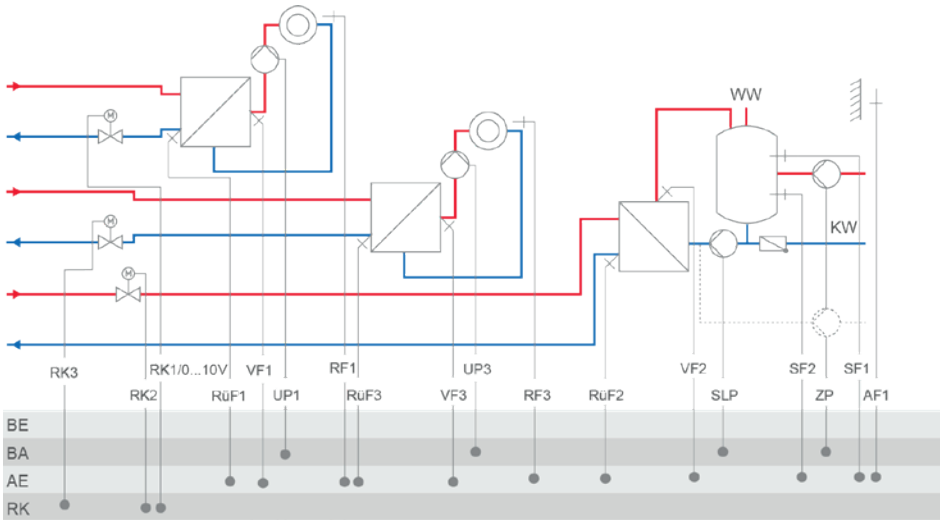 M
WW
M
KW
M
RK3
RK1/0...10V
VF1
RF1
UP3
VF2
SF2
SF1
RK2
RüF1
UP1
RüF3
VF3
RF3
RüF2
SLP
ZP
AF1
BE
BA
AE
RK